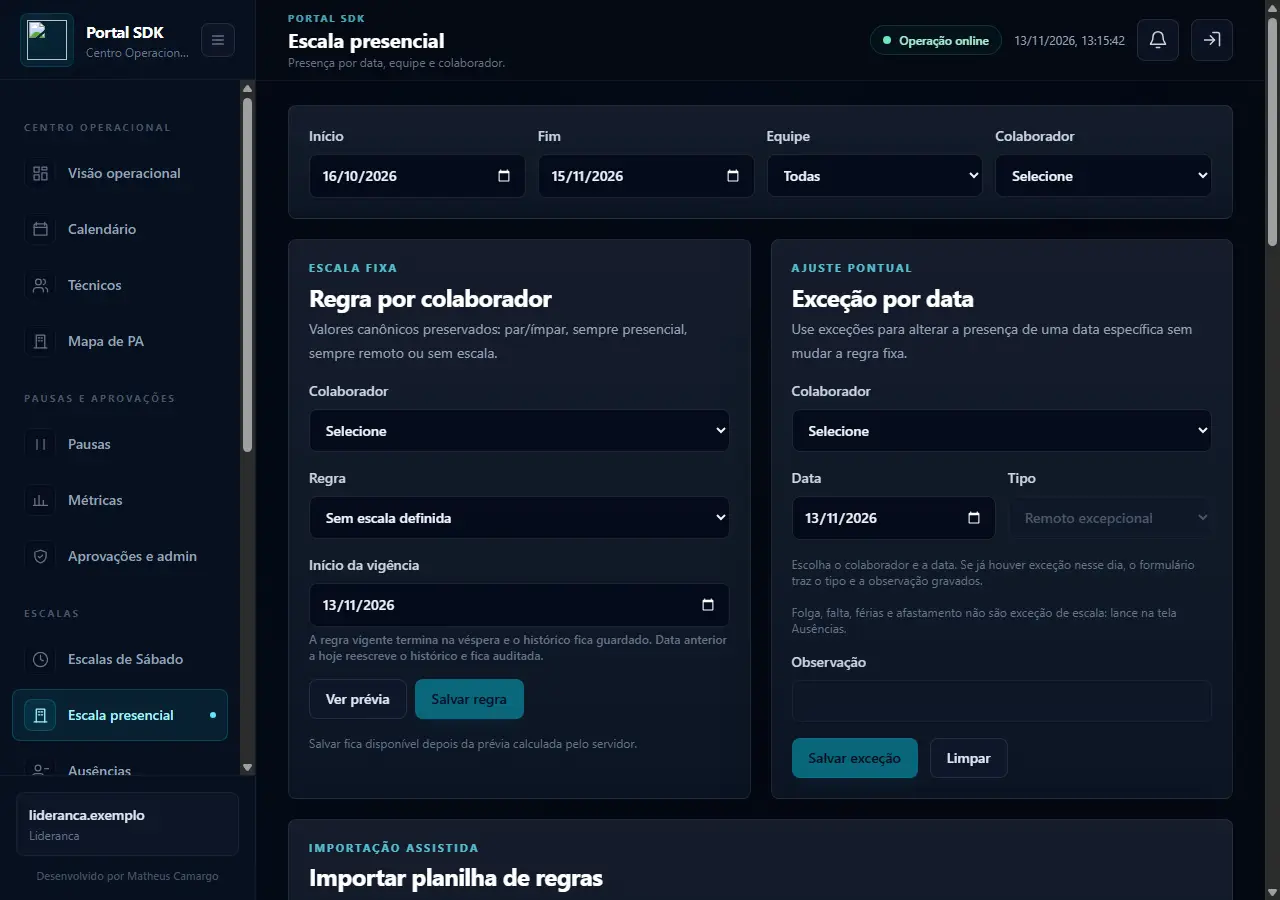 Portal SDK
Centro Operacion...
CENTRO OPERACIONAL
Visão operacional
Calendário
Técnicos
Mapa de PA
PAUSAS E APROVAÇÕES
Pausas
Métricas
Aprovações e admin
ESCALAS
Escalas de Sábado
Escala presencial
Ausências
lideranca.exemplo
Lideranca
Desenvolvido por Matheus Camargo
PORTAL SDK
Escala presencial
Presença por data, equipe e colaborador.
Operação online
13/11/2026, 13:15:42
Início
Fim
Equipe
Colaborador
16/10/2026
15/11/2026
Todas
Selecione
ESCALA FIXA
Regra por colaborador
Valores canônicos preservados: par/ímpar, sempre presencial,
sempre remoto ou sem escala.
Colaborador
Selecione
Regra
Sem escala definida
Início da vigência
13/11/2026
A regra vigente termina na véspera e o histórico fica guardado. Data anterior
a hoje reescreve o histórico e fica auditada.
Ver prévia
Salvar regra
Salvar fica disponível depois da prévia calculada pelo servidor.
AJUSTE PONTUAL
Exceção por data
Use exceções para alterar a presença de uma data específica sem
mudar a regra fixa.
Colaborador
Selecione
Data
Tipo
13/11/2026
Remoto excepcional
Escolha o colaborador e a data. Se já houver exceção nesse dia, o formulário
traz o tipo e a observação gravados.
Folga, falta, férias e afastamento não são exceção de escala: lance na tela
Ausências.
Observação
Salvar exceção
Limpar
IMPORTAÇÃO ASSISTIDA
Importar planilha de regras